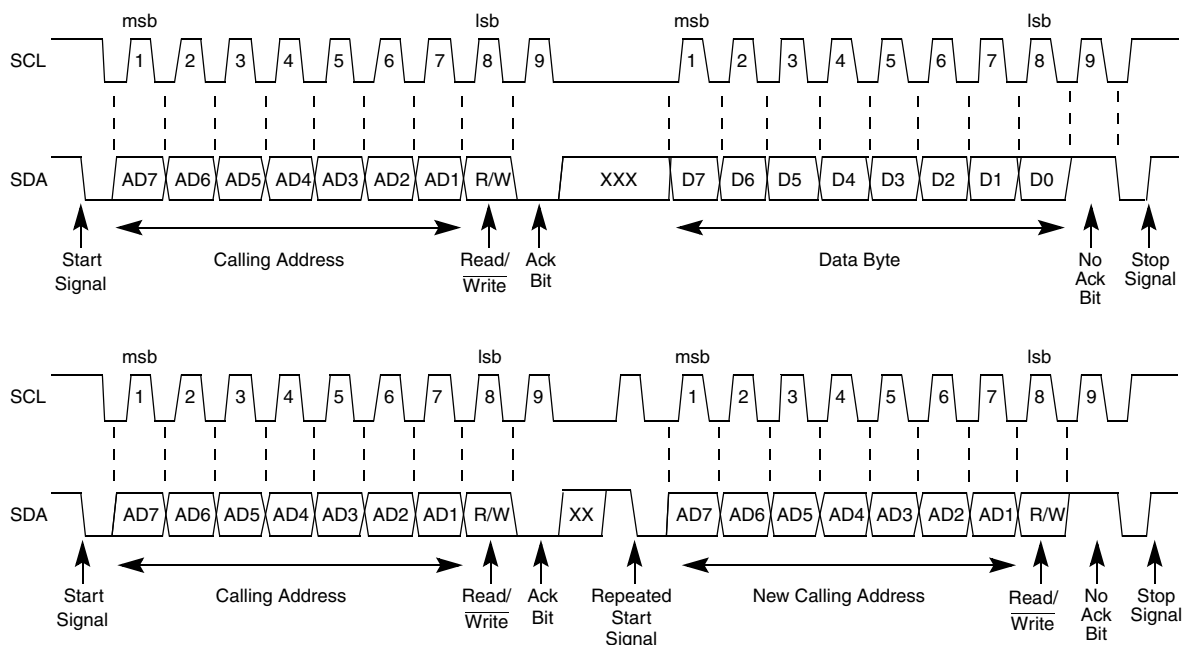 msb lsb msb lsb
SCL 1 2 3 4 5 6 7 8 9 1 2 3 4 5 6 7 8 9
SDA AD7 AD6 AD5 AD4 AD3 AD2 AD1 R/W XXX D7 D6 D5 D4 D3 D2 D1 D0
Start Calling Address Read/ Ack Data Byte No Stop
Signal Write Bit Ack Signal
Bit
msb lsb msb lsb
SCL 1 2 3 4 5 6 7 8 9 1 2 3 4 5 6 7 8 9
SDA AD7 AD6 AD5 AD4 AD3 AD2 AD1 R/W XX AD7 AD6 AD5 AD4 AD3 AD2 AD1 R/W
Start Calling Address Read/ Ack Repeated New Calling Address Read/ No Stop
Signal Write Bit Start Write Ack Signal
Signal Bit